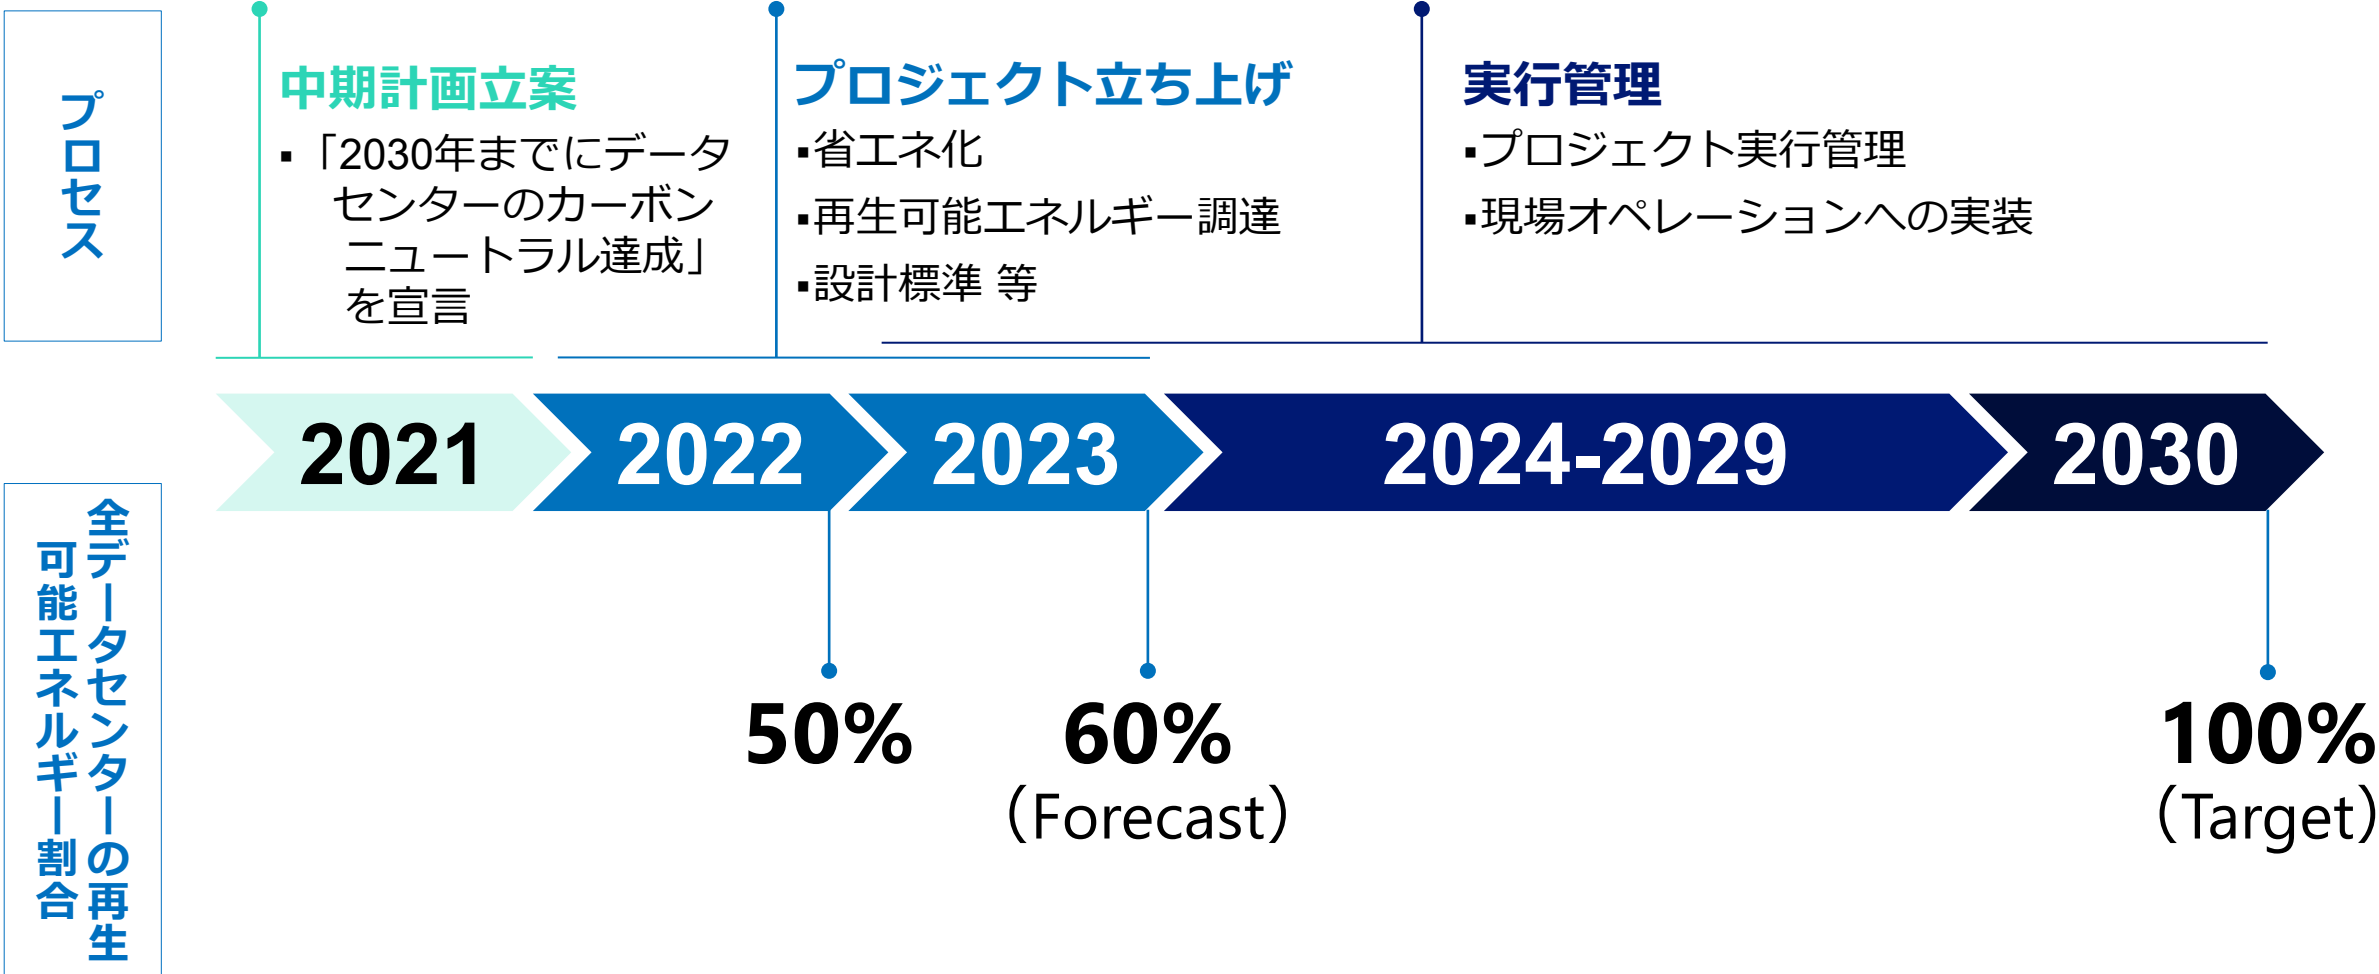 プロセス
中期計画立案
▪「2030年までにデータ
センターのカーボン
ニュートラル達成」
を宣言
プロジェクト立ち上げ
▪省エネ化
▪再生可能エネルギー調達
▪設計標準 等
実行管理
▪プロジェクト実行管理
▪現場オペレーションへの実装
2021
2022
2023
2024-2029
2030
全データセンターの再生
可能エネルギー割合
50%
60%
（Forecast）
100%
（Target）